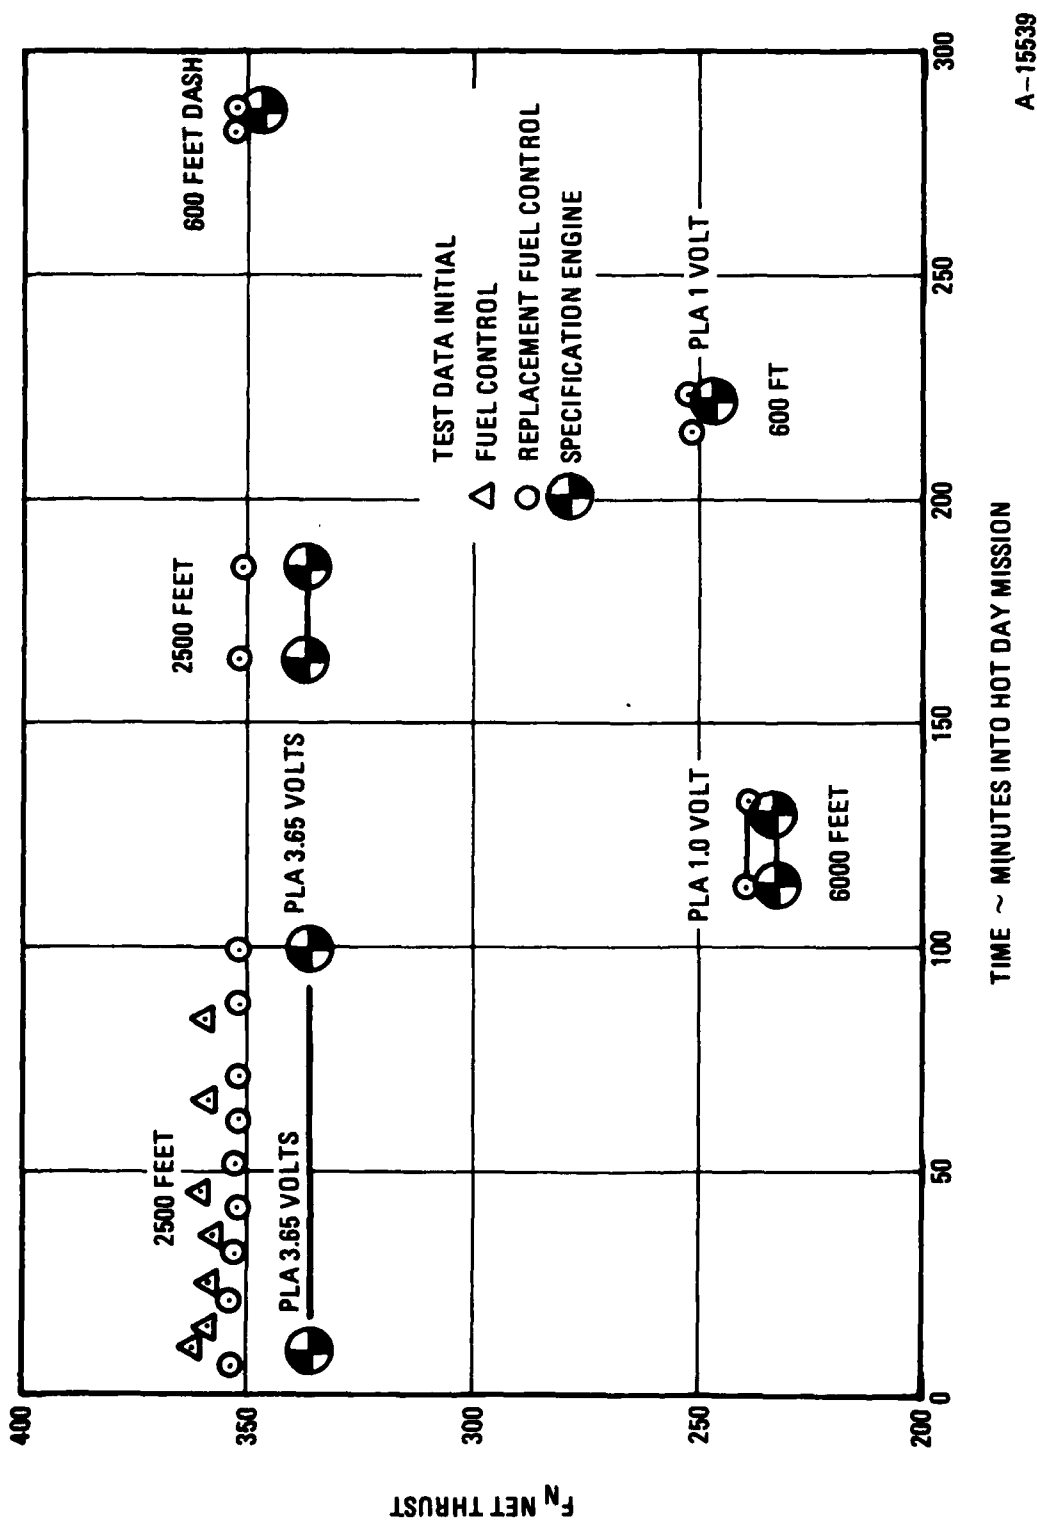 400
350
300
250
200
F_N NET THRUST
0
50
100
150
200
250
300
TIME ~ MINUTES INTO HOT DAY MISSION
2500 FEET
PLA 3.65 VOLTS
PLA 3.65 VOLTS
2500 FEET
600 FEET DASH
TEST DATA INITIAL
FUEL CONTROL
REPLACEMENT FUEL CONTROL
SPECIFICATION ENGINE
PLA 1.0 VOLT
6000 FEET
PLA 1 VOLT
600 FT
A-15539